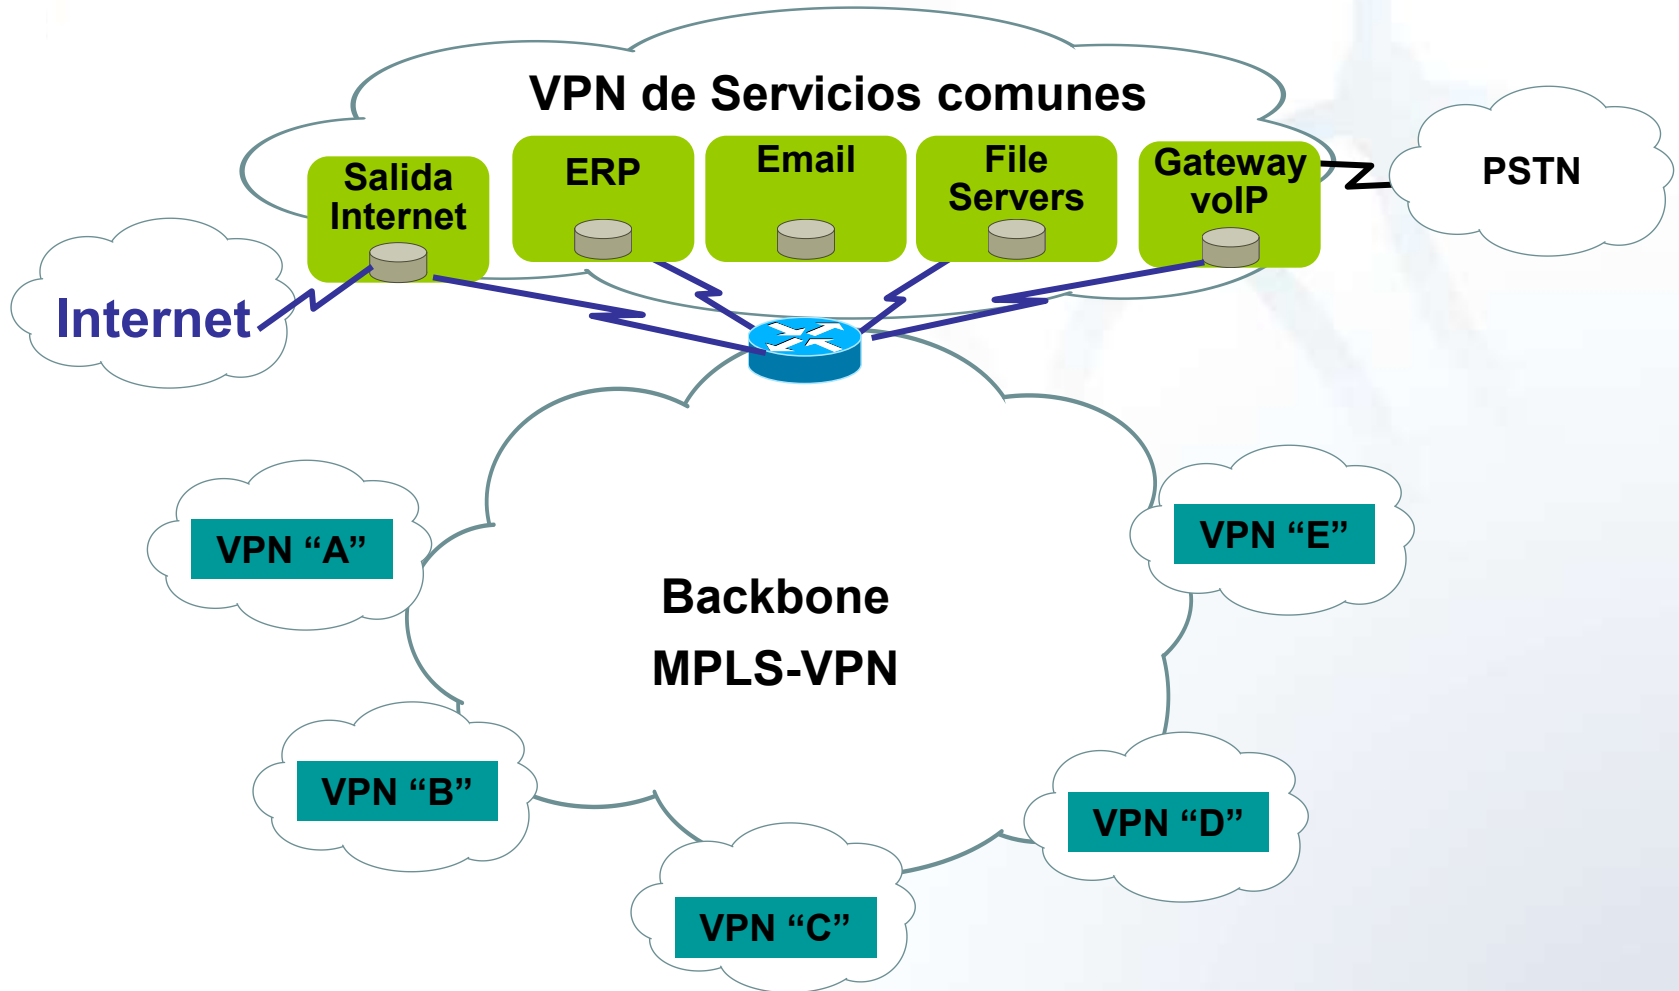 VPN de Servicios comunes
Salida
Internet
ERP
Email
File
Servers
Gateway
voIP
PSTN
Internet
VPN “A”
VPN “E”
Backbone
MPLS-VPN
VPN “B”
VPN “D”
VPN “C”